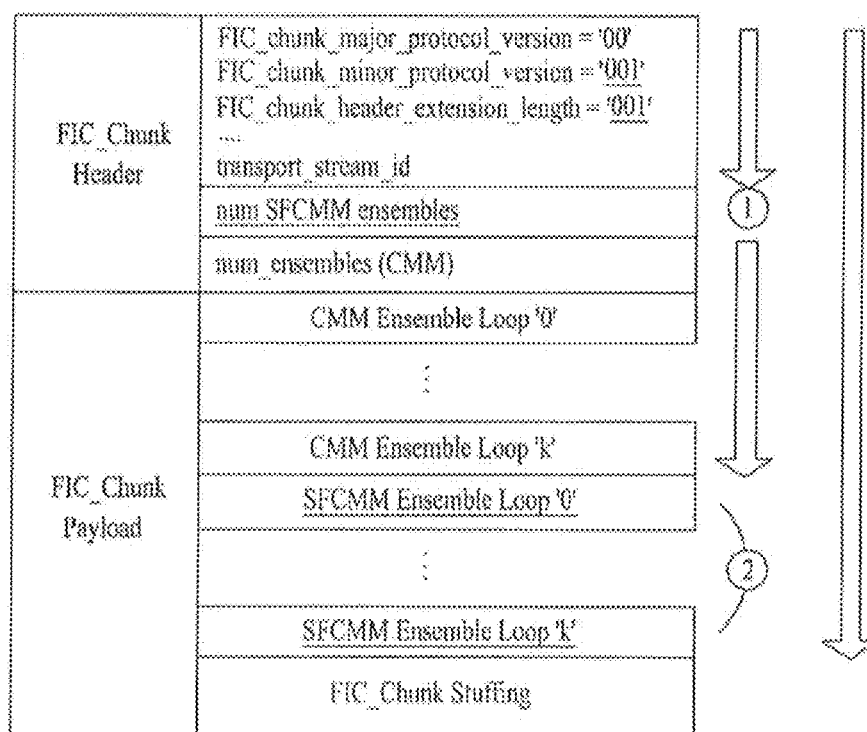 FIC_Chunk
Header
FIC_chunk_major_protocol_version = '00'
FIC_chunk_minor_protocol_version = '001'
FIC_chunk_header_extension_length = '001'
....
transport_stream_id
num SFCMM ensembles
num_ensembles (CMM)
1
FIC_Chunk
Payload
CMM Ensemble Loop '0'
CMM Ensemble Loop 'k'
SFCMM Ensemble Loop '0'
2
SFCMM Ensemble Loop 'k'
FIC_Chunk Stuffing